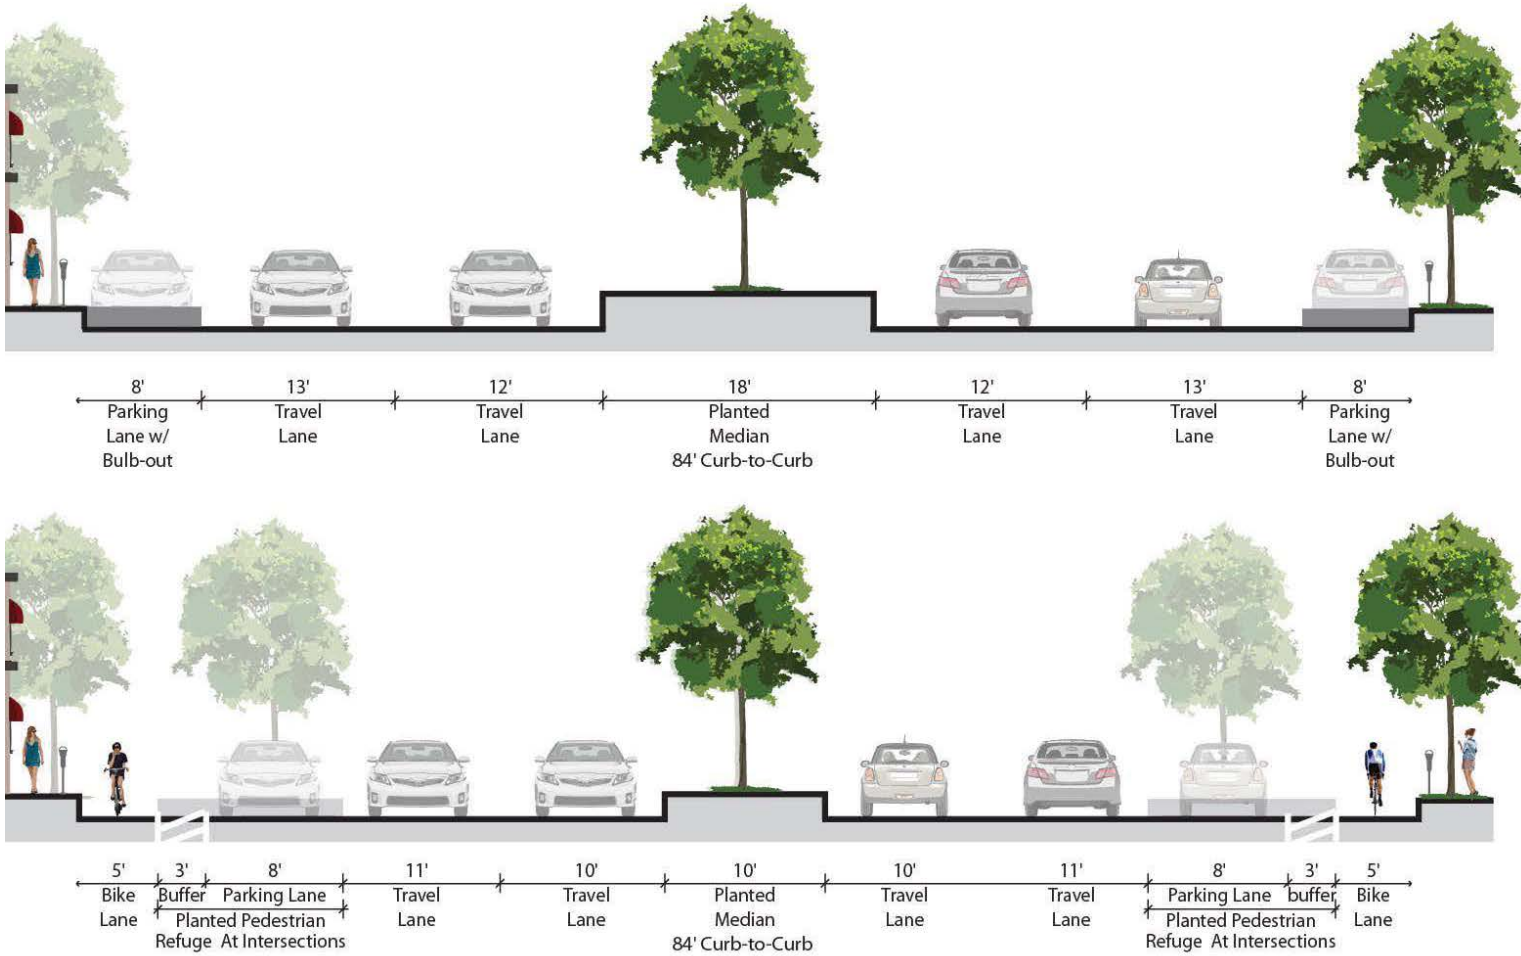 8' 13' 12' 18' 12' 13' 8'
Parking Travel Travel Planted Travel Travel Parking
Lane w/ Lane Lane Median Lane Lane Lane w/
Bulb-out 84' Curb-to-Curb Bulb-out
5' 3' 8' 11' 10' 10' 10' 11' 8' 3' 5'
Bike Buffer Parking Lane Travel Travel Planted Travel Travel Parking Lane buffer Bike
Lane Planted Pedestrian Lane Lane Median Lane Lane Planted Pedestrian Lane
Refuge At Intersections 84' Curb-to-Curb Refuge At Intersections